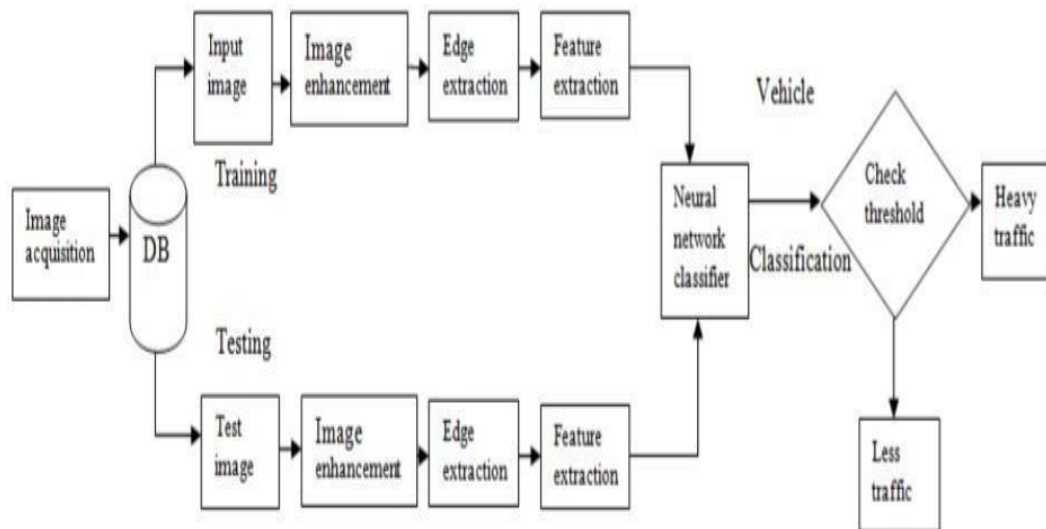 Image
acquisition
DB
Training
Input
image
Image
enhancement
Edge
extraction
Feature
extraction
Testing
Test
image
Image
enhancement
Edge
extraction
Feature
extraction
Neural
network
classifier
Vehicle
Classification
Check
threshold
Heavy
traffic
Less
traffic